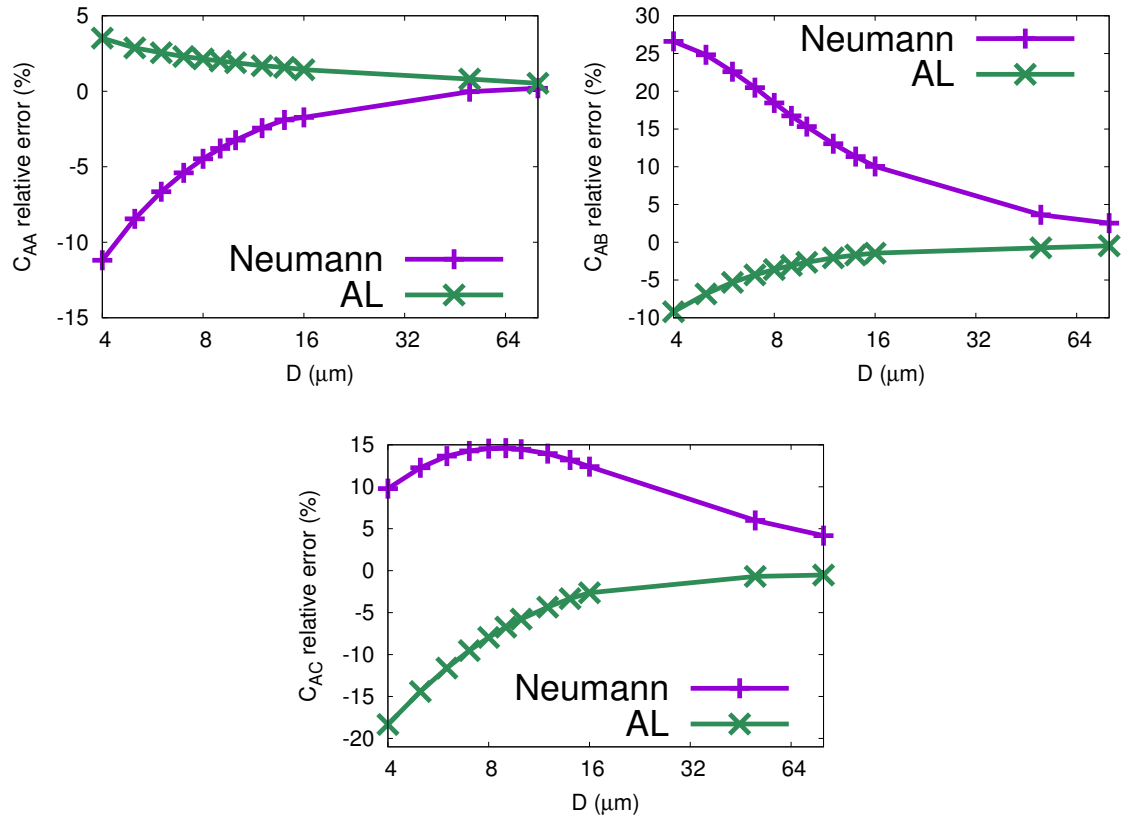 5
0
-5
-10
-15
C_AA relative error (%)
Neumann
AL
4 8 16 32 64
D (μm)
30
25
20
15
10
5
0
-5
-10
C_AB relative error (%)
Neumann
AL
4 8 16 32 64
D (μm)
15
10
5
0
-5
-10
-15
-20
C_AC relative error (%)
Neumann
AL
4 8 16 32 64
D (μm)